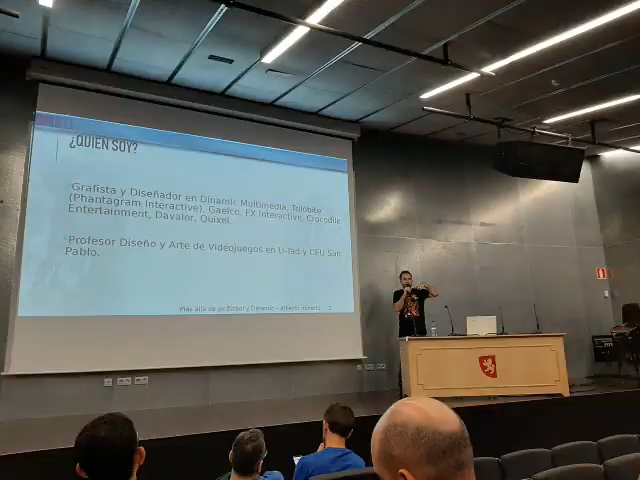 ¿QUIEN SOY?
Grafista y Diseñador en Dinamic Multimedia, Trilobite
(Phantagram Interactive), Gaelco, FX Interactive, Crocodile
Entertainment, Davalor, Quixel.
Profesor Diseño y Arte de Videojuegos en U-Tad y CEU San
Pablo.
Más allá de pc fútbol y Dinamic - Alberto moreno 2